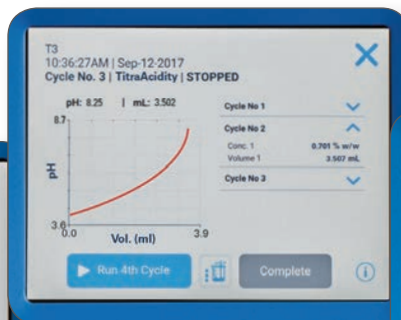 T3
10:36:27AM | Sep-12-2017
Cycle No. 3 | TitraAcidity | STOPPED
pH: 8.25 | mL: 3.502
8.7
pH
3.6
0.0
Vol. (ml)
3.9
Cycle No 1
Cycle No 2
Conc. 1 0.701 % w/w
Volume 1 3.507 mL
Cycle No 3
Run 4th Cycle
Complete
i